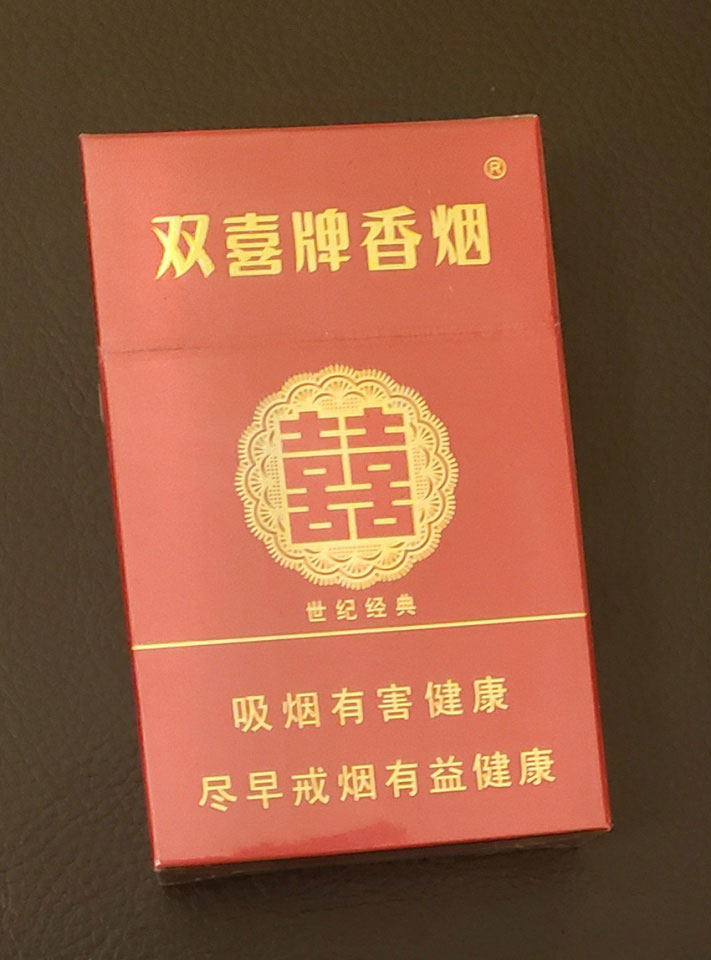 ®
双喜牌香烟
囍
世纪经典
吸烟有害健康
尽早戒烟有益健康